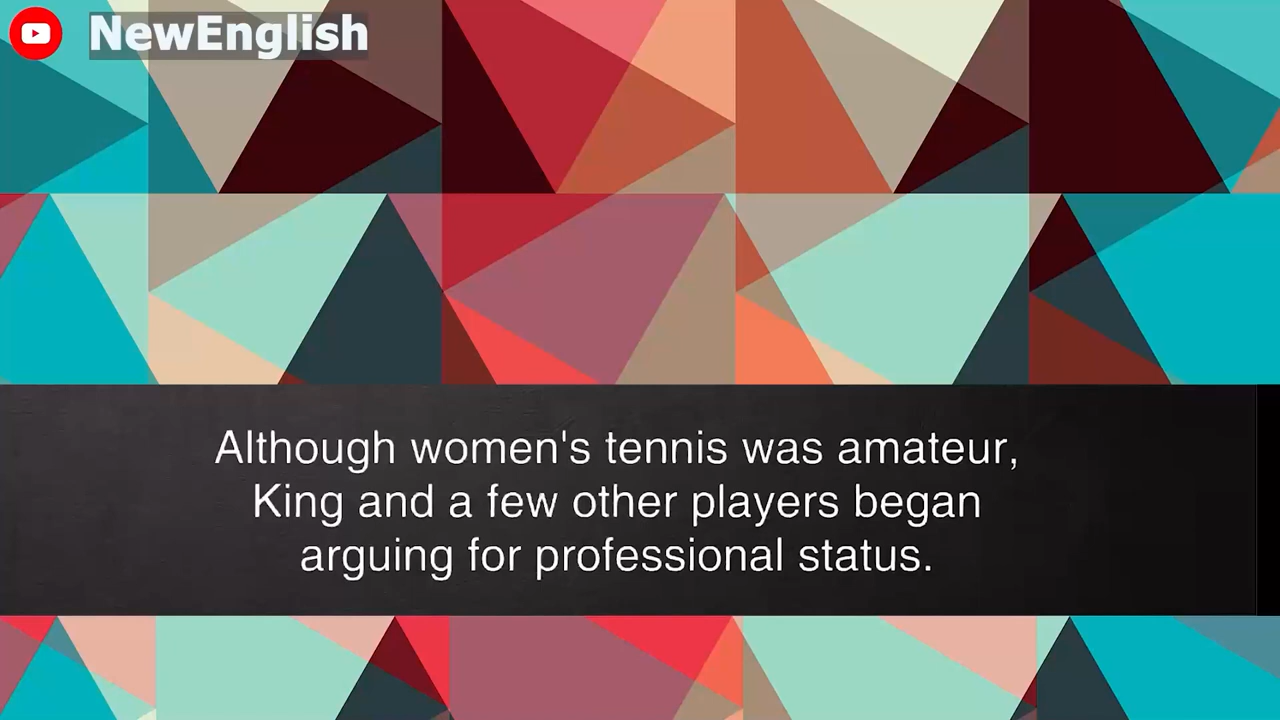 NewEnglish
Although women's tennis was amateur,
King and a few other players began
arguing for professional status.